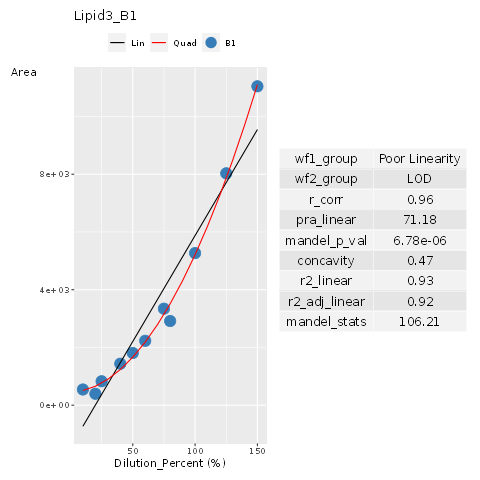 Lipid3_B1
Lin Quad B1
Area
8e+03
4e+03
0e+00
50 100 150
Dilution_Percent (%)
wf1_group Poor Linearity
wf2_group LOD
r_corr 0.96
pra_linear 71.18
mandel_p_val 6.78e-06
concavity 0.47
r2_linear 0.93
r2_adj_linear 0.92
mandel_stats 106.21